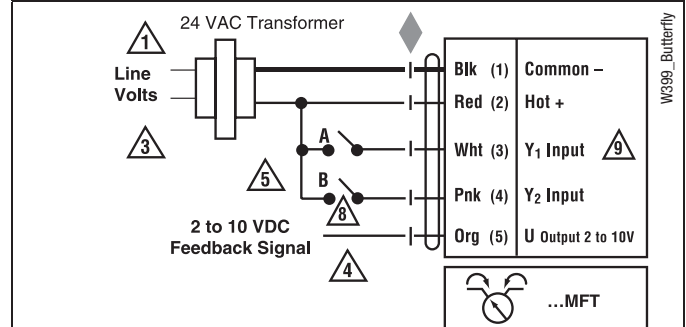 24 VAC Transformer
1
Line
Volts
3
Blk (1) Common –
Red (2) Hot +
A
Wht (3) Y₁ Input 9
5
B
Pnk (4) Y₂ Input
8
2 to 10 VDC
Feedback Signal
Org (5) U Output 2 to 10V
4
...MFT
W399_Butterfly